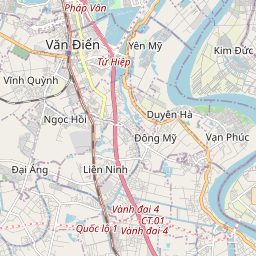 Pháp Vân
Văn Điển
Yên Mỹ
Kim Đức
Tứ Hiệp
Vĩnh Quỳnh
Ngọc Hồi
Duyên Hà
Đông Mỹ
Vạn Phúc
Đại Áng
Liên Ninh
Vành đai 4
CT.01
Quốc lộ 1
Vành đai 4